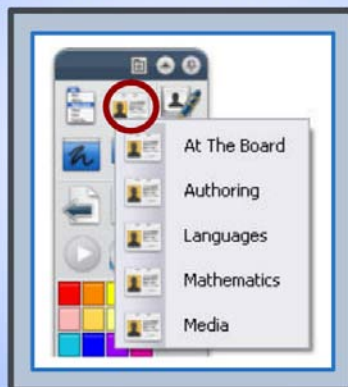 At The Board
Authoring
Languages
Mathematics
Media